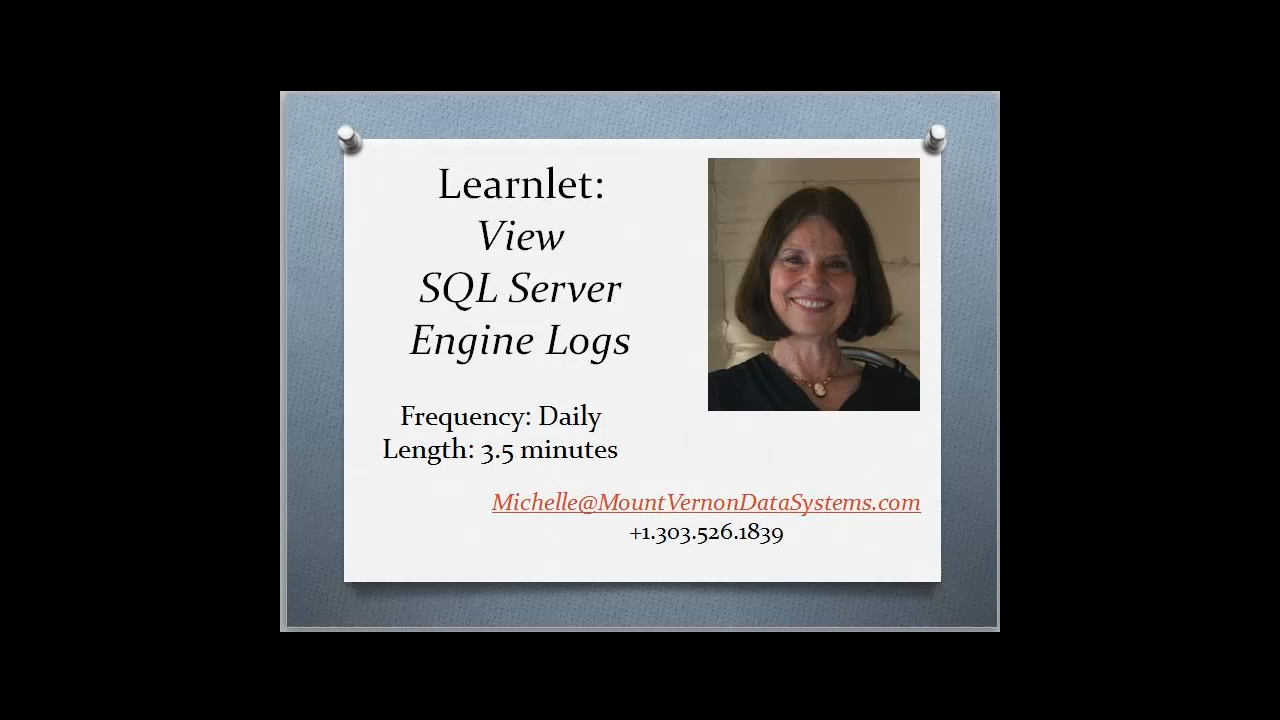 Learnlet:
View
SQL Server
Engine Logs
Frequency: Daily
Length: 3.5 minutes
Michelle@MountVernonDataSystems.com
+1.303.526.1839